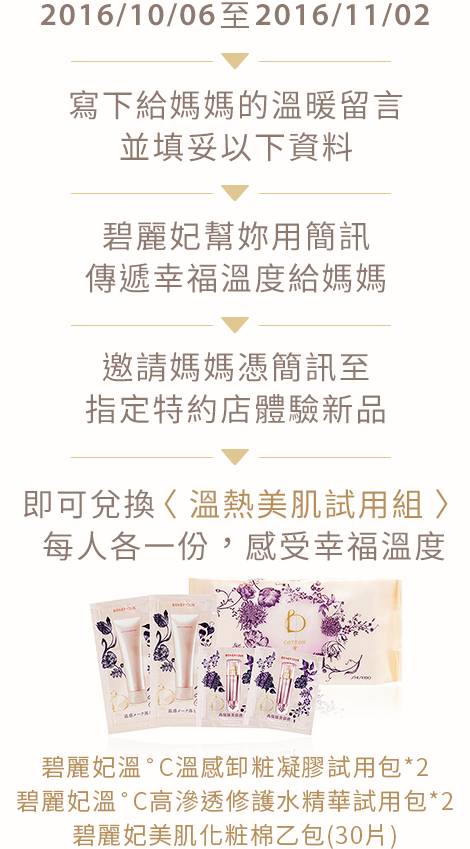 2016/10/06至2016/11/02
寫下給媽媽的溫暖留言
並填妥以下資料
碧麗妃幫妳用簡訊
傳遞幸福溫度給媽媽
邀請媽媽憑簡訊至
指定特約店體驗新品
即可兌換〈 溫熱美肌試用組 〉
每人各一份，感受幸福溫度
COTTON
SHISEIDO
碧麗妃溫°C溫感卸粧凝膠試用包*2
碧麗妃溫°C高滲透修護水精華試用包*2
碧麗妃美肌化粧棉乙包(30片)